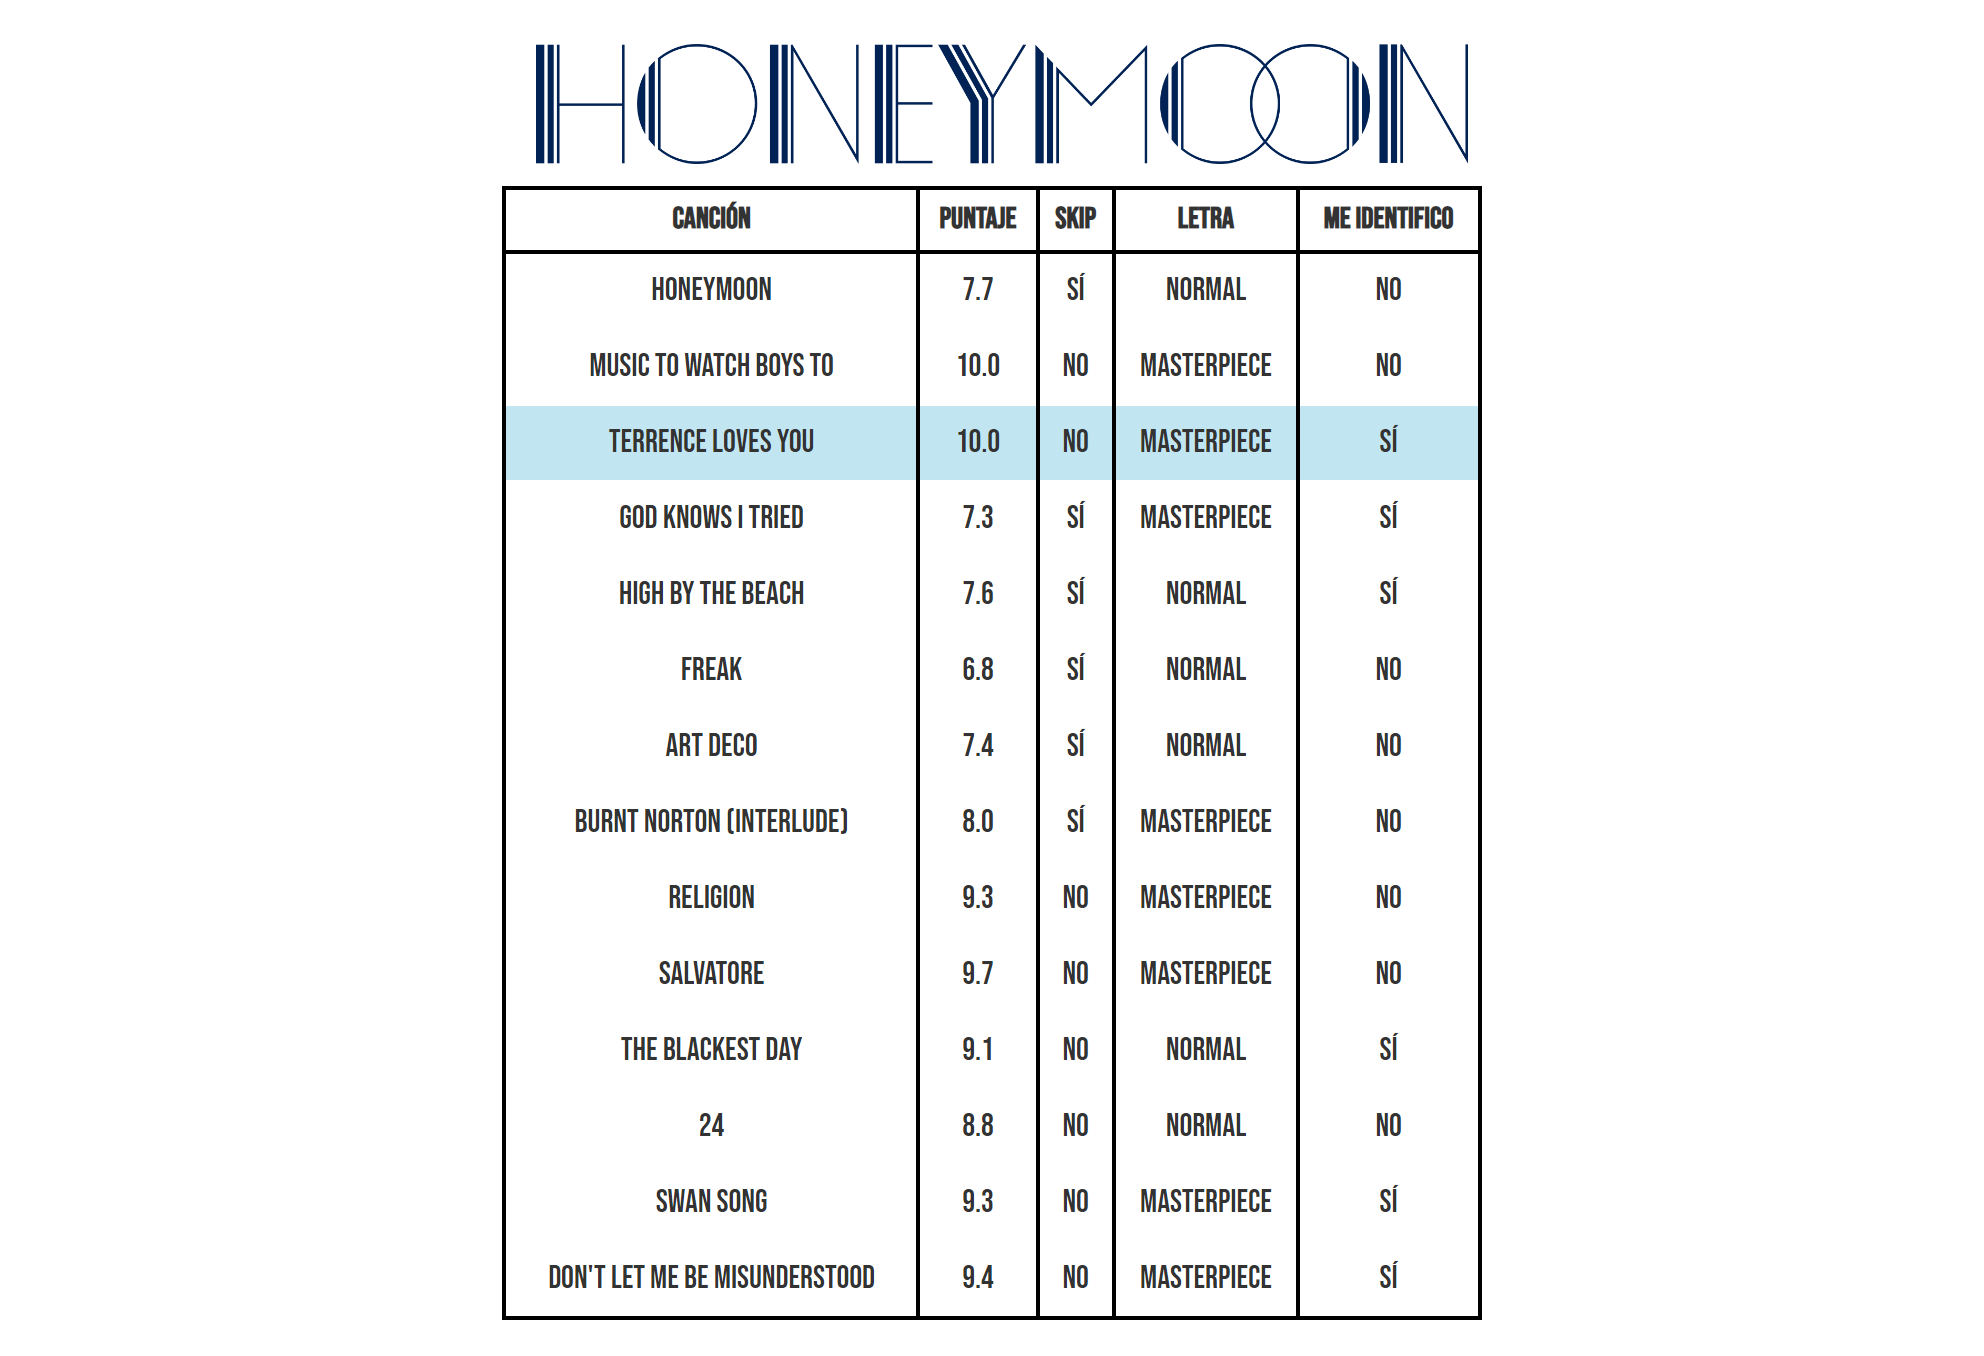 HONEYMOON
CANCIÓN PUNTAJE SKIP LETRA ME IDENTIFICO
HONEYMOON 7.7 SÍ NORMAL NO
MUSIC TO WATCH BOYS TO 10.0 NO MASTERPIECE NO
TERRENCE LOVES YOU 10.0 NO MASTERPIECE SÍ
GOD KNOWS I TRIED 7.3 SÍ MASTERPIECE SÍ
HIGH BY THE BEACH 7.6 SÍ NORMAL SÍ
FREAK 6.8 SÍ NORMAL NO
ART DECO 7.4 SÍ NORMAL NO
BURNT NORTON (INTERLUDE) 8.0 SÍ MASTERPIECE NO
RELIGION 9.3 NO MASTERPIECE NO
SALVATORE 9.7 NO MASTERPIECE NO
THE BLACKEST DAY 9.1 NO NORMAL SÍ
24 8.8 NO NORMAL NO
SWAN SONG 9.3 NO MASTERPIECE SÍ
DON'T LET ME BE MISUNDERSTOOD 9.4 NO MASTERPIECE SÍ